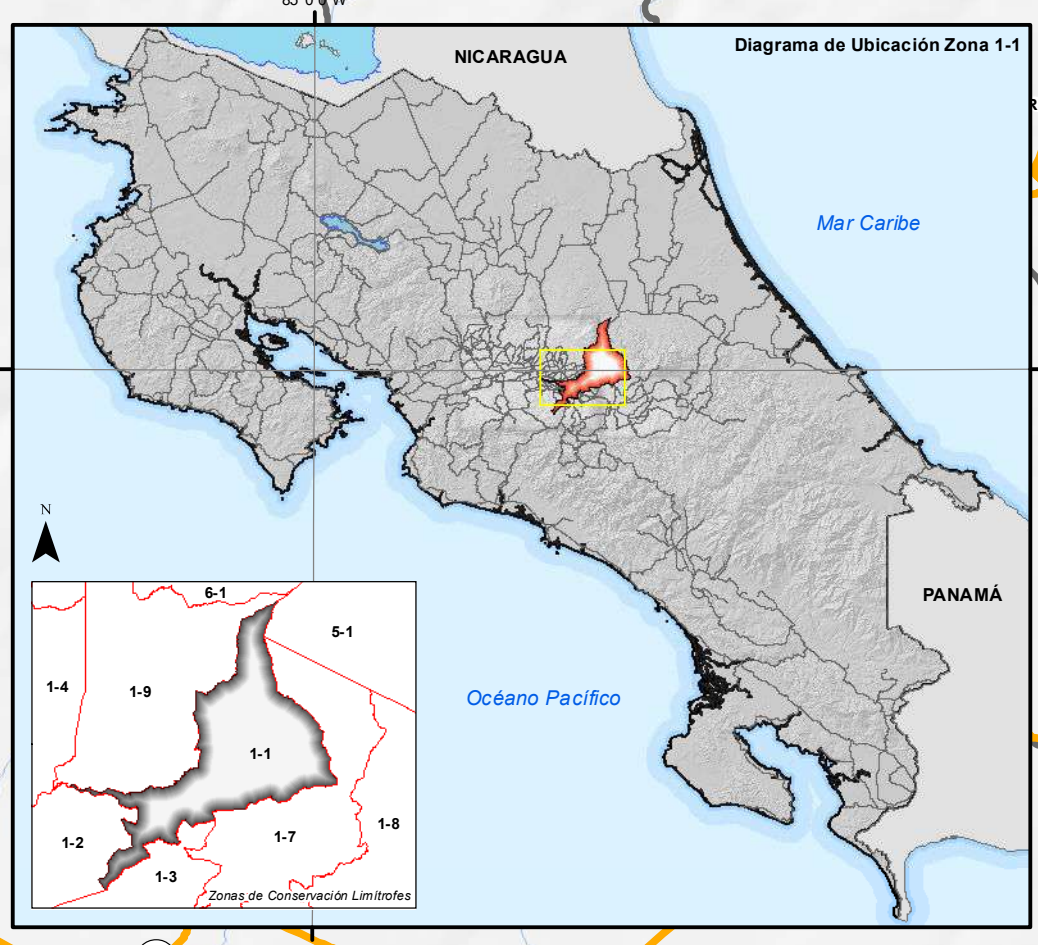 NICARAGUA
Diagrama de Ubicación Zona 1-1
R
Mar Caribe
N
PANAMÁ
Océano Pacífico
6-1
5-1
1-4
1-9
1-1
1-2
1-7
1-8
1-3
Zonas de Conservación Limítrofes